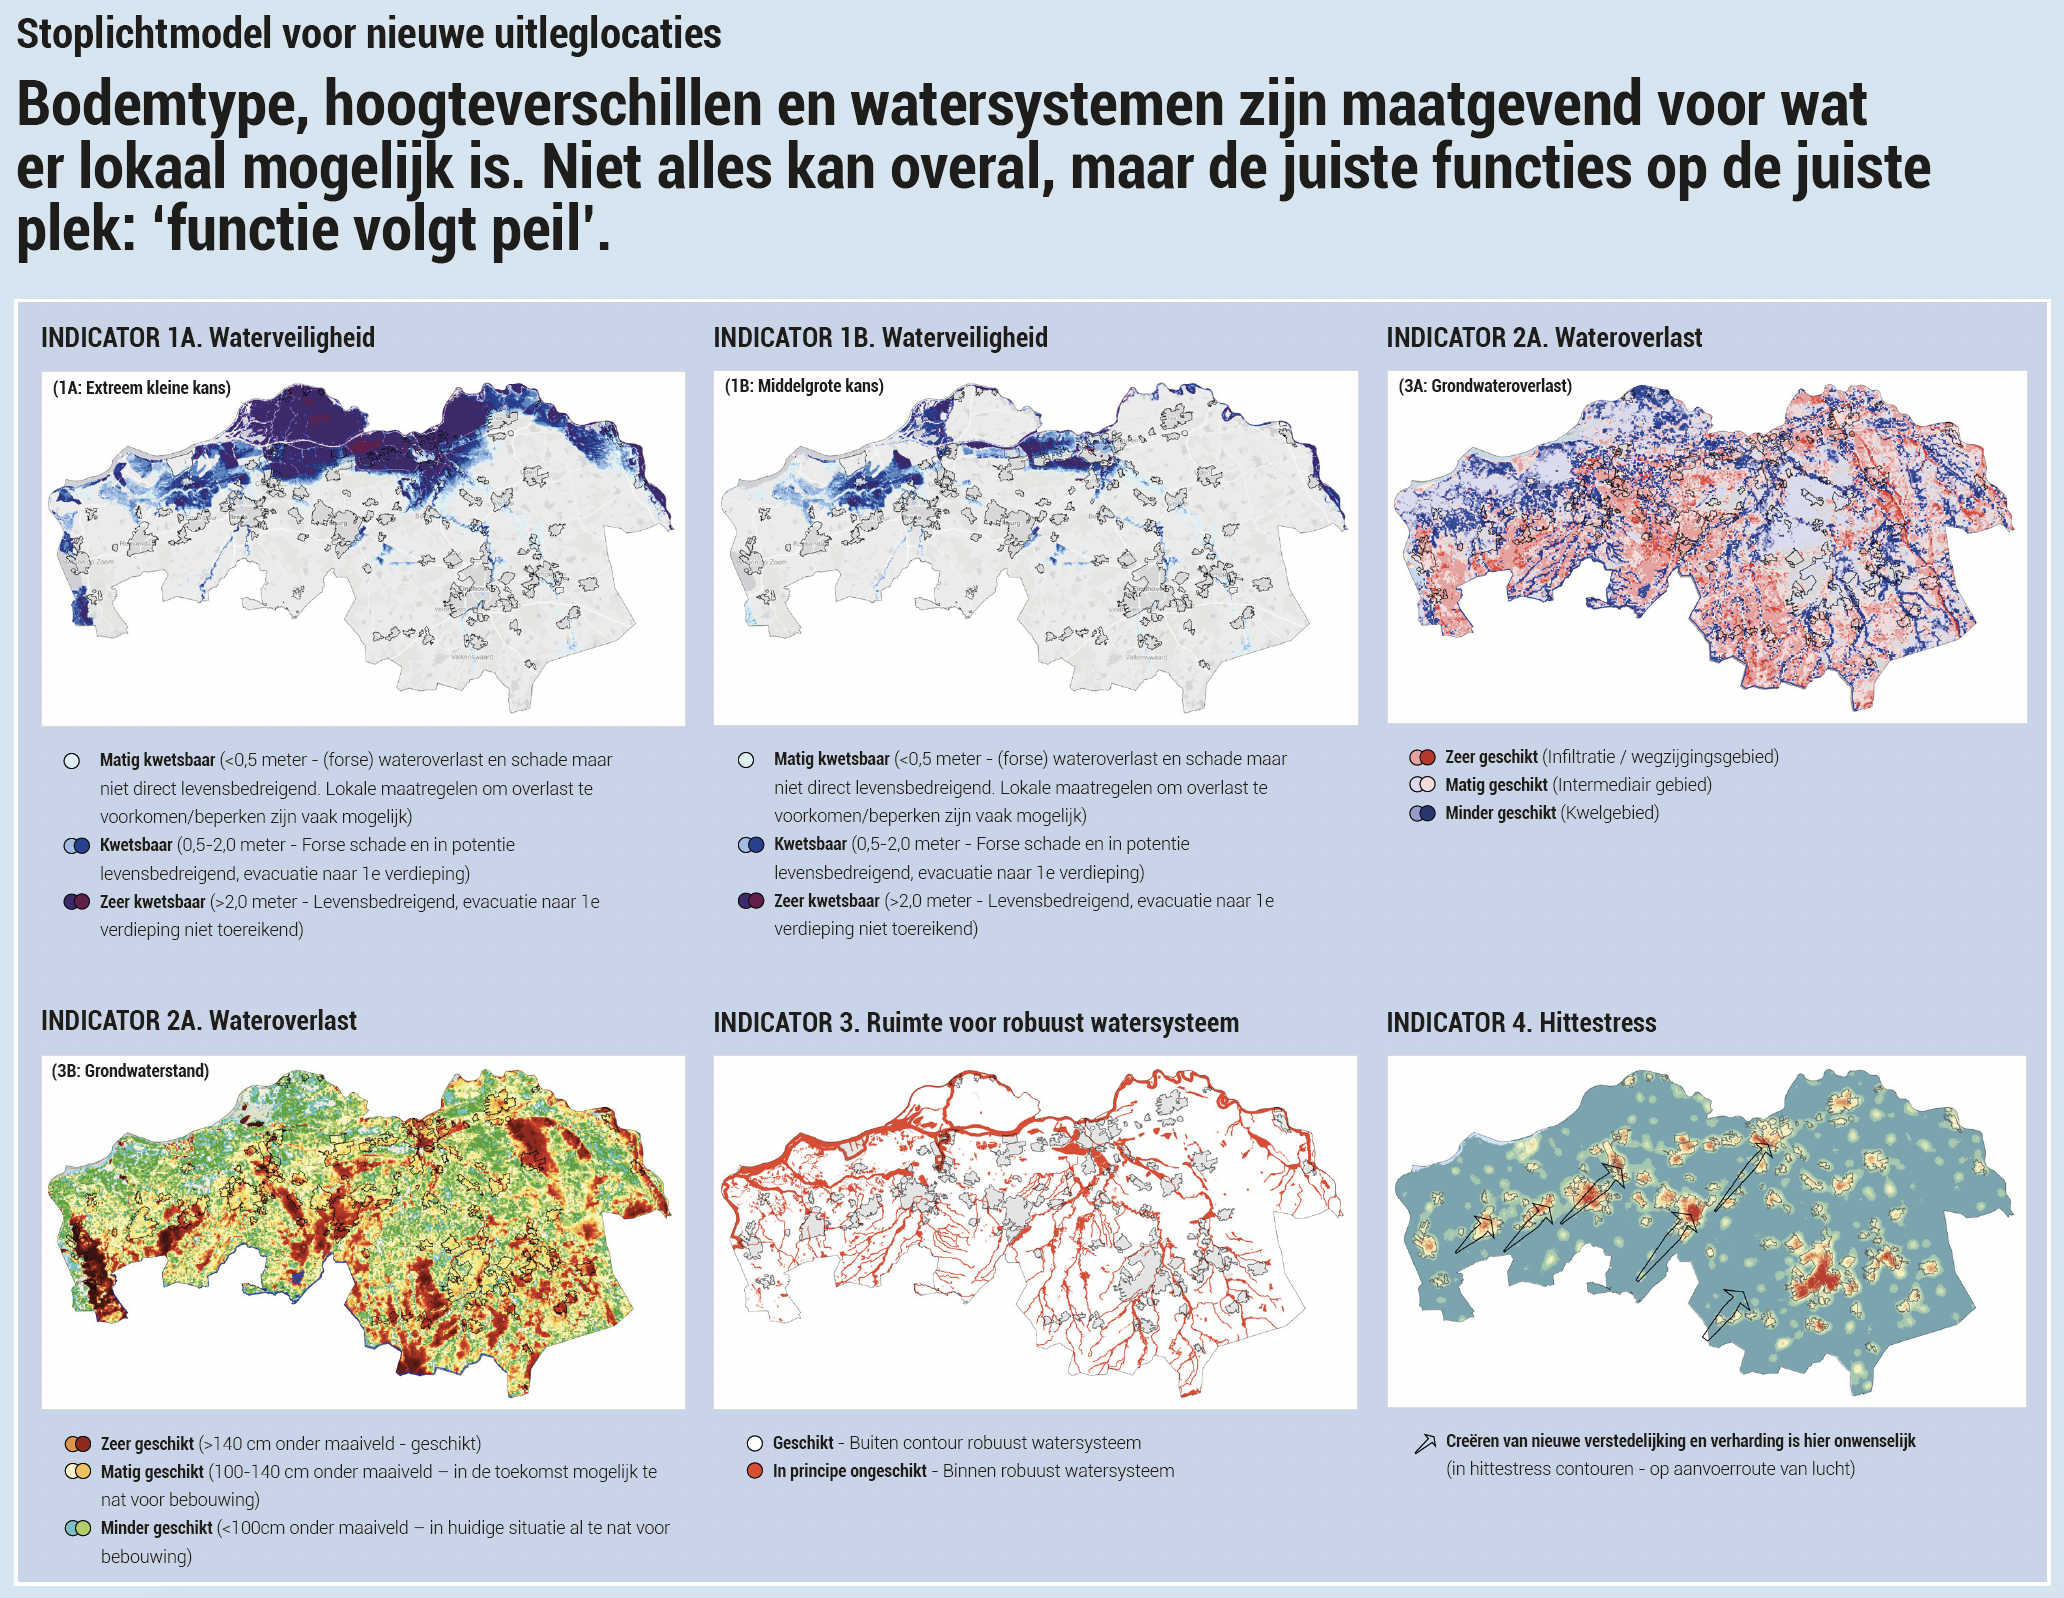 Stoplichtmodel voor nieuwe uitleglocaties
Bodemtype, hoogteverschillen en watersystemen zijn maatgevend voor wat
er lokaal mogelijk is. Niet alles kan overal, maar de juiste functies op de juiste
plek: ‘functie volgt peil’.
INDICATOR 1A. Waterveiligheid
(1A: Extreem kleine kans)
Matig kwetsbaar (<0,5 meter - (forse) wateroverlast en schade maar
niet direct levensbedreigend. Lokale maatregelen om overlast te
voorkomen/beperken zijn vaak mogelijk)
Kwetsbaar (0,5-2,0 meter - Forse schade en in potentie
levensbedreigend, evacuatie naar 1e verdieping)
Zeer kwetsbaar (>2,0 meter - Levensbedreigend, evacuatie naar 1e
verdieping niet toereikend)
INDICATOR 1B. Waterveiligheid
(1B: Middelgrote kans)
Valkenswaard
Matig kwetsbaar (<0,5 meter - (forse) wateroverlast en schade maar
niet direct levensbedreigend. Lokale maatregelen om overlast te
voorkomen/beperken zijn vaak mogelijk)
Kwetsbaar (0,5-2,0 meter - Forse schade en in potentie
levensbedreigend, evacuatie naar 1e verdieping)
Zeer kwetsbaar (>2,0 meter - Levensbedreigend, evacuatie naar 1e
verdieping niet toereikend)
INDICATOR 2A. Wateroverlast
(3A: Grondwateroverlast)
Zeer geschikt (Infiltratie / wegzijgingsgebied)
Matig geschikt (Intermediair gebied)
Minder geschikt (Kwelgebied)
INDICATOR 2A. Wateroverlast
(3B: Grondwaterstand)
Zeer geschikt (>140 cm onder maaiveld - geschikt)
Matig geschikt (100-140 cm onder maaiveld – in de toekomst mogelijk te
nat voor bebouwing)
Minder geschikt (<100cm onder maaiveld – in huidige situatie al te nat voor
bebouwing)
INDICATOR 3. Ruimte voor robuust watersysteem
Geschikt - Buiten contour robuust watersysteem
In principe ongeschikt - Binnen robuust watersysteem
INDICATOR 4. Hittestress
Creëren van nieuwe verstedelijking en verharding is hier onwenselijk
(in hittestress contouren - op aanvoerroute van lucht)